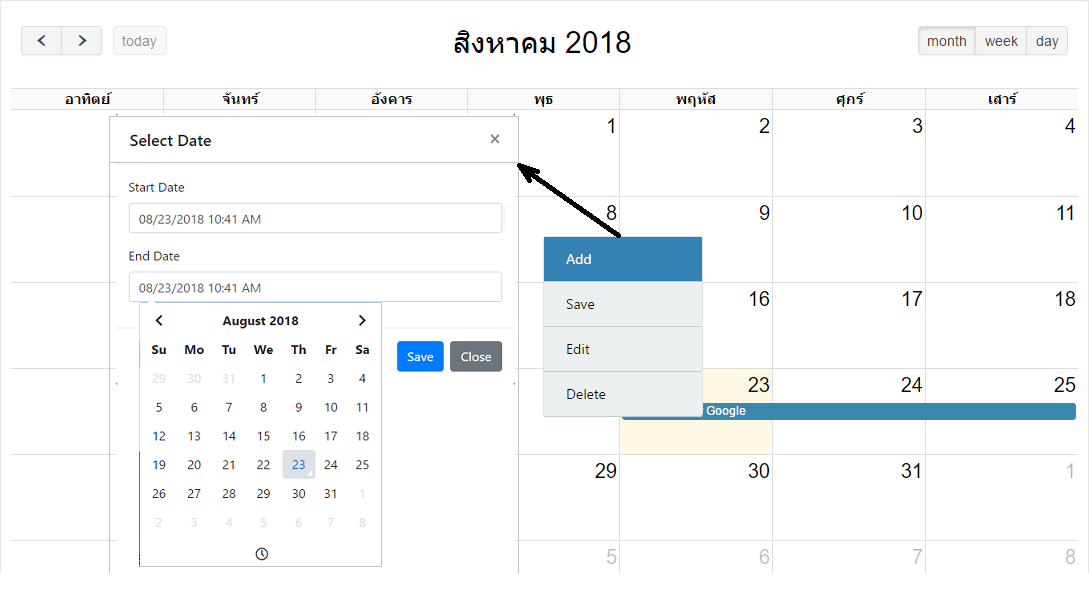 today
สิงหาคม 2018
month week day
อาทิตย์ จันทร์ อังคาร พุธ พฤหัส ศุกร์ เสาร์
1 2 3 4
Select Date ×
Start Date
08/23/2018 10:41 AM
8 9 10 11
End Date
08/23/2018 10:41 AM
August 2018
Su Mo Tu We Th Fr Sa
29 30 31 1 2 3 4
5 6 7 8 9 10 11
12 13 14 15 16 17 18
19 20 21 22 23 24 25
26 27 28 29 30 31 1
2 3 4 5 6 7 8
Save Close
Add
Save
Edit
Delete
16 17 18
23 24 25
Google
29 30 31 1
5 6 7 8